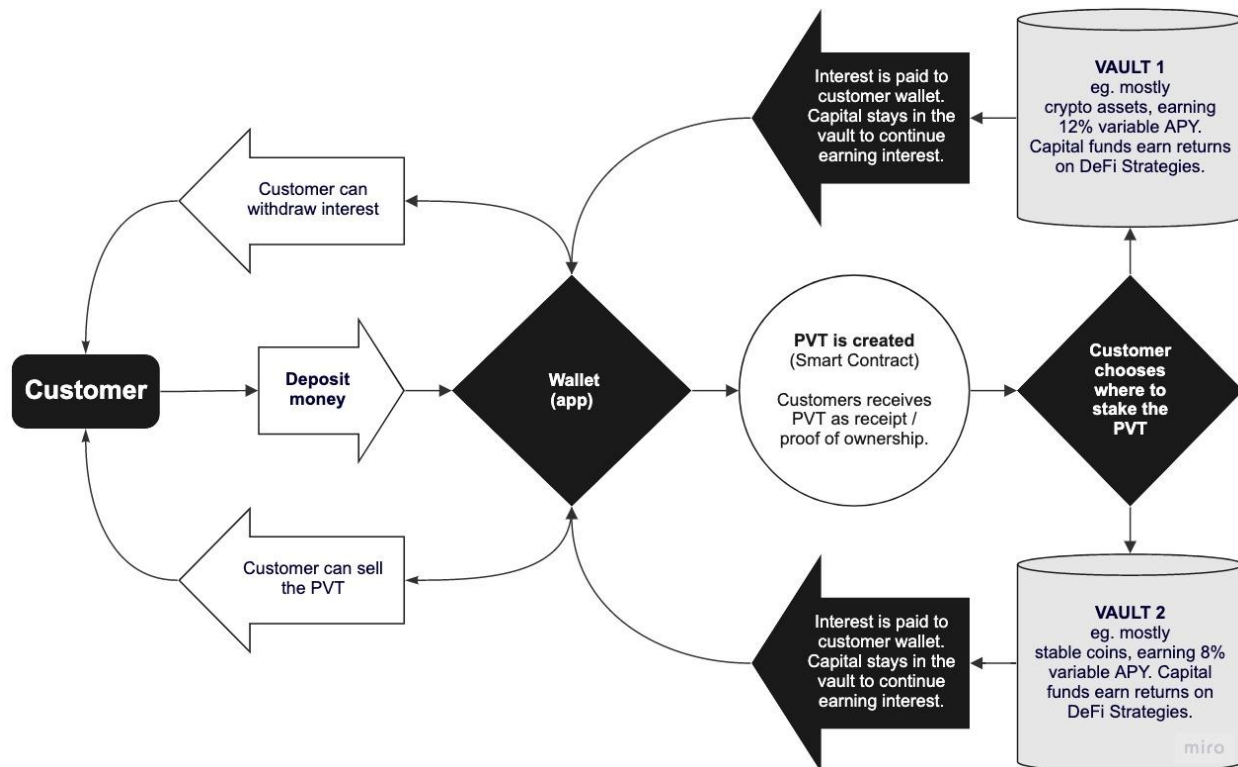 Customer
Customer can
withdraw interest
Deposit
money
Customer can sell
the PVT
Wallet
(app)
Interest is paid to
customer wallet.
Capital stays in the
vault to continue
earning interest.
PVT is created
(Smart Contract)
Customers receives
PVT as receipt /
proof of ownership.
Interest is paid to
customer wallet.
Capital stays in the
vault to continue
earning interest.
VAULT 1
eg. mostly
crypto assets, earning
12% variable APY.
Capital funds earn returns
on DeFi Strategies.
Customer
chooses
where to
stake the
PVT
VAULT 2
eg. mostly
stable coins, earning 8%
variable APY. Capital
funds earn returns on
DeFi Strategies.
miro